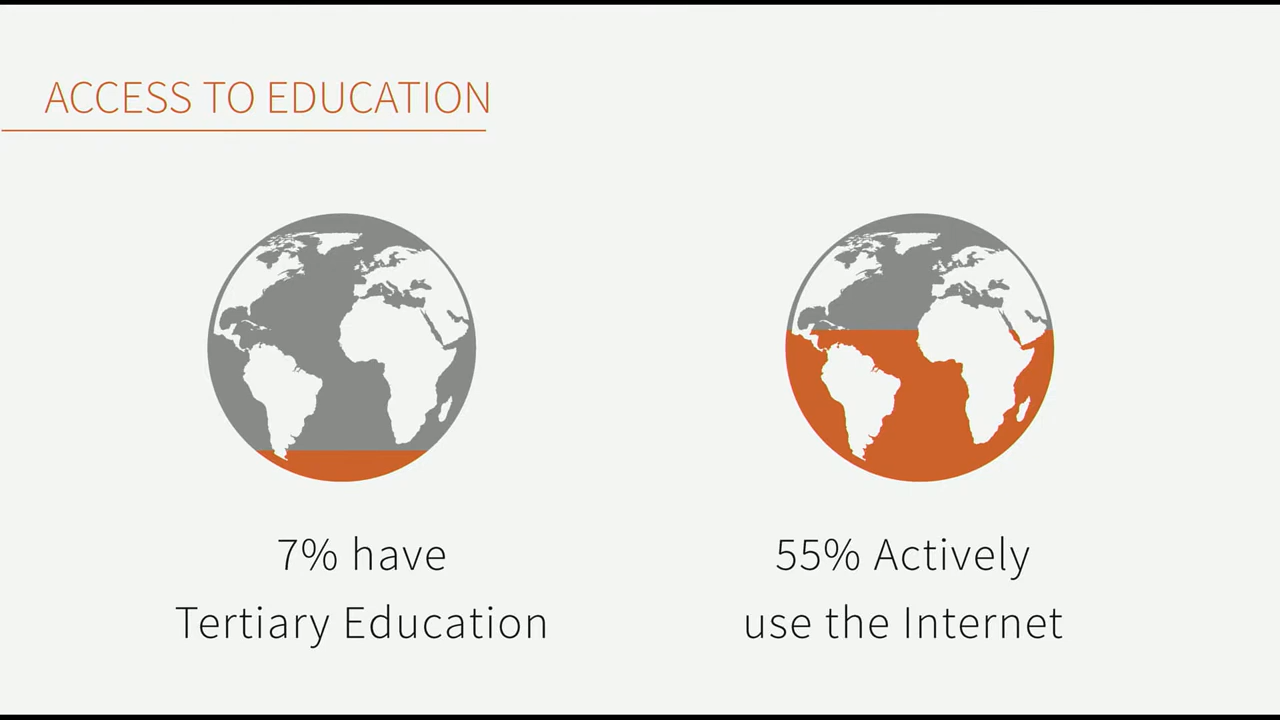 ACCESS TO EDUCATION
7% have
Tertiary Education
55% Actively
use the Internet